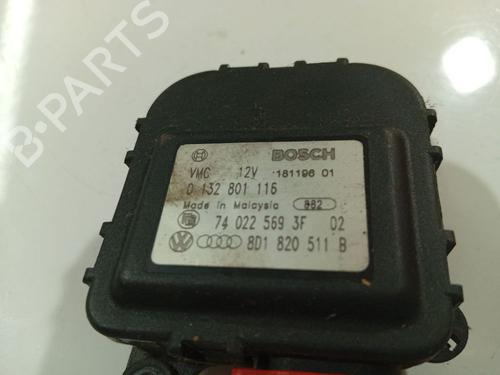 BOSCH
VMC 12V 181196 01
0 132 801 116
Made in Malaysia 882
74 022 569 3F 02
8D1 820 511 B
B-PARTS